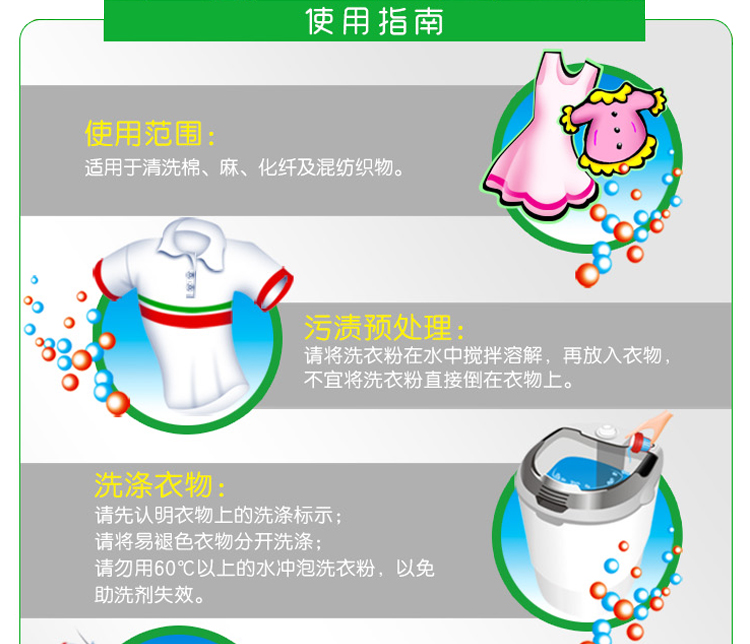 使用指南
使用范围:
适用于清洗棉、麻、化纤及混纺织物。
污渍预处理:
请将洗衣粉在水中搅拌溶解，再放入衣物，
不宜将洗衣粉直接倒在衣物上。
洗涤衣物:
请先认明衣物上的洗涤标示；
请将易褪色衣物分开洗涤；
请勿用60℃以上的水冲泡洗衣粉，以免
助洗剂失效。